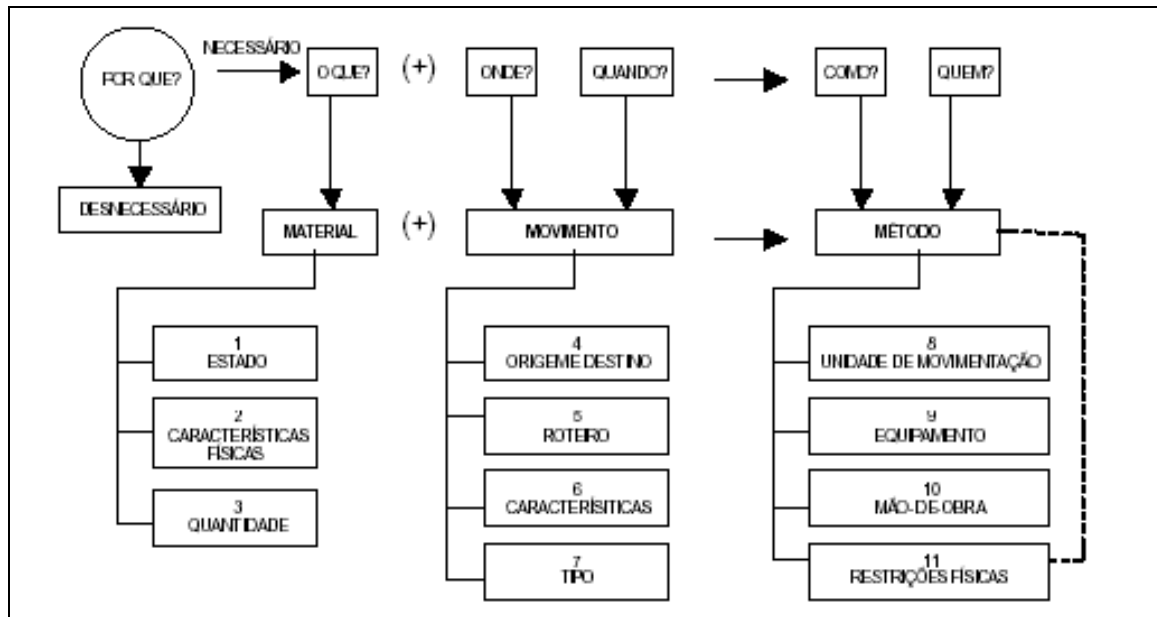 POR QUE?
NECESSÁRIO
O QUE?
(+)
ONDE?
QUANDO?
COMO?
QUEM?
DESNECESSÁRIO
MATERIAL
(+)
MOVIMENTO
MÉTODO
1
ESTADO
2
CARACTERÍSTICAS
FÍSICAS
3
QUANTIDADE
4
ORIGEM E DESTINO
5
ROTEIRO
6
CARACTERÍSITICAS
7
TIPO
8
UNIDADE DE MOVIMENTAÇÃO
9
EQUIPAMENTO
10
MÃO-DE-OBRA
11
RESTRIÇÕES FÍSICAS